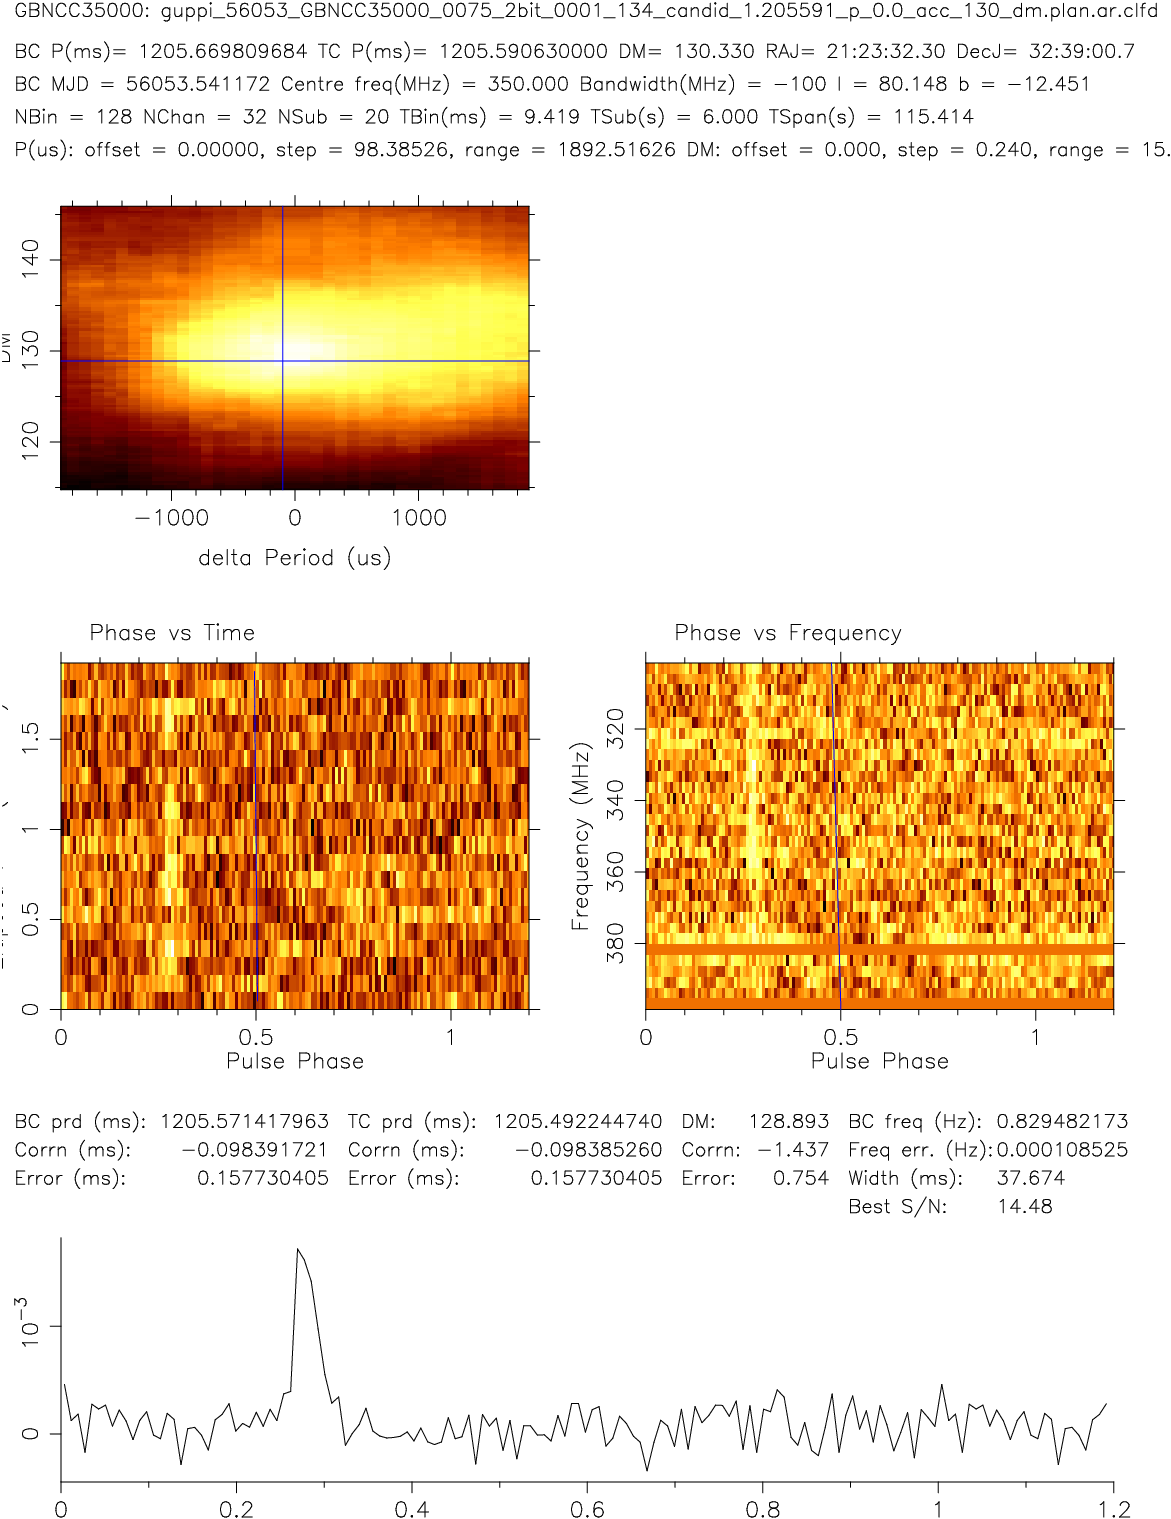 GBNCC35000: guppi_56053_GBNCC35000_0075_2bit_0001_134_candid_1.205591_p_0.0_acc_130_dm.plan.ar.clfd
BC P(ms)= 1205.669809684 TC P(ms)= 1205.590630000 DM= 130.330 RAJ= 21:23:32.30 DecJ= 32:39:00.7
BC MJD = 56053.541172 Centre freq(MHz) = 350.000 Bandwidth(MHz) = −100 l = 80.148 b = −12.451
NBin = 128 NChan = 32 NSub = 20 TBin(ms) = 9.419 TSub(s) = 6.000 TSpan(s) = 115.414
P(us): offset = 0.00000, step = 98.38526, range = 1892.51626 DM: offset = 0.000, step = 0.240, range = 15.
140
130
120
DM
−1000 0 1000
delta Period (us)
Phase vs Time
1.5
1
0.5
0
0 0.5 1
Pulse Phase
Phase vs Frequency
320
340
360
380
Frequency (MHz)
0 0.5 1
Pulse Phase
BC prd (ms): 1205.571417963 TC prd (ms): 1205.492244740 DM: 128.893 BC freq (Hz): 0.829482173
Corrn (ms): −0.098391721 Corrn (ms): −0.098385260 Corrn: −1.437 Freq err. (Hz): 0.000108525
Error (ms): 0.157730405 Error (ms): 0.157730405 Error: 0.754 Width (ms): 37.674
Best S/N: 14.48
10−3
0
0 0.2 0.4 0.6 0.8 1 1.2